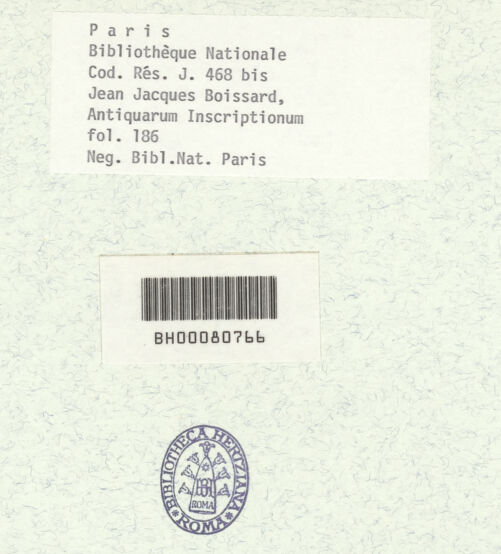 P a r i s
Bibliothèque Nationale
Cod. Rés. J. 468 bis
Jean Jacques Boissard,
Antiquarum Inscriptionum
fol. 186
Neg. Bibl.Nat. Paris
BH00080766
BIBLIOTHECA HERTZIANA
ROMA
* ROMA *